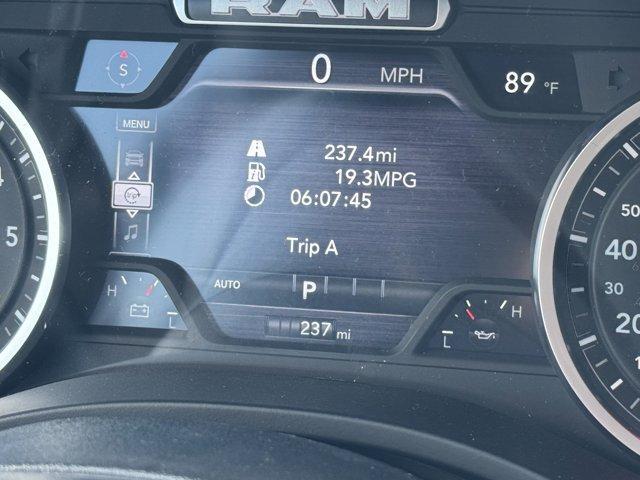 RAM
0 MPH
S
89 °F
MENU
237.4mi
trip
19.3MPG
06:07:45
Trip A
5
50
40
30
20
H
L
AUTO
P
L
H
237 mi